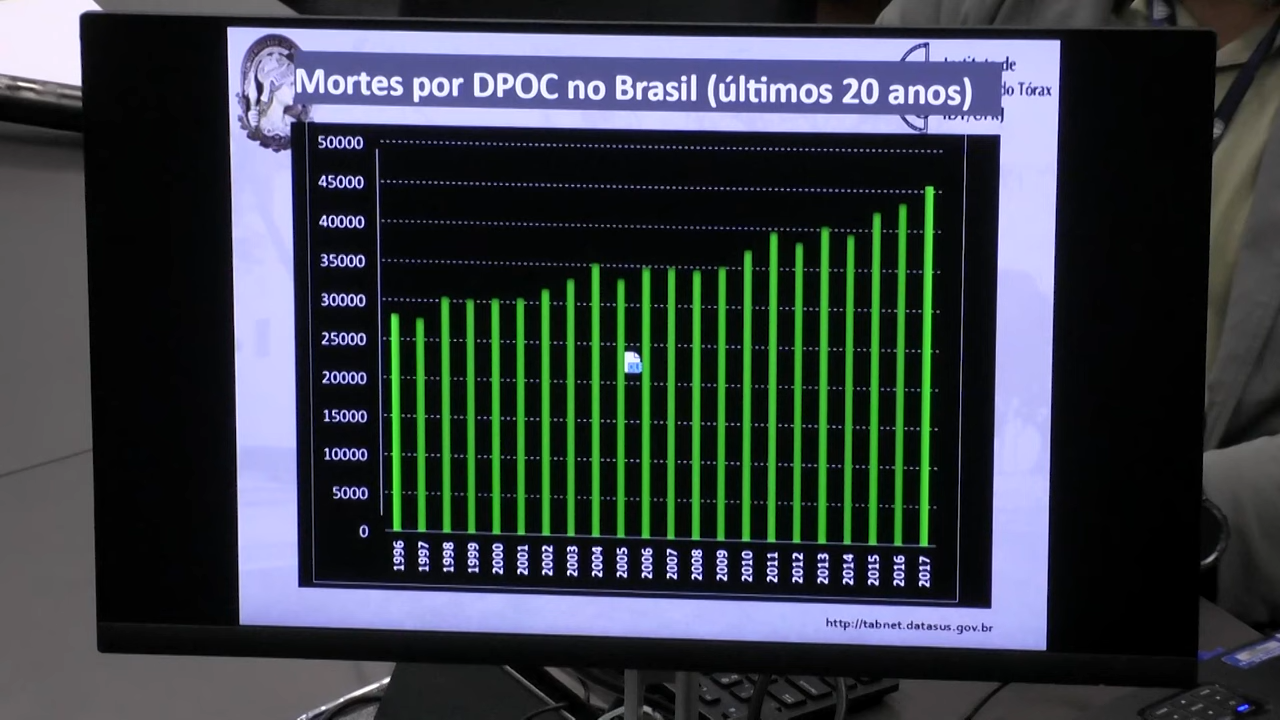 Mortes por DPOC no Brasil (últimos 20 anos)
de
do Tórax
50000
45000
40000
35000
30000
25000
20000
15000
10000
5000
0
1996 1997 1998 1999 2000 2001 2002 2003 2004 2005 2006 2007 2008 2009 2010 2011 2012 2013 2014 2015 2016 2017
http://tabnet.datasus.gov.br